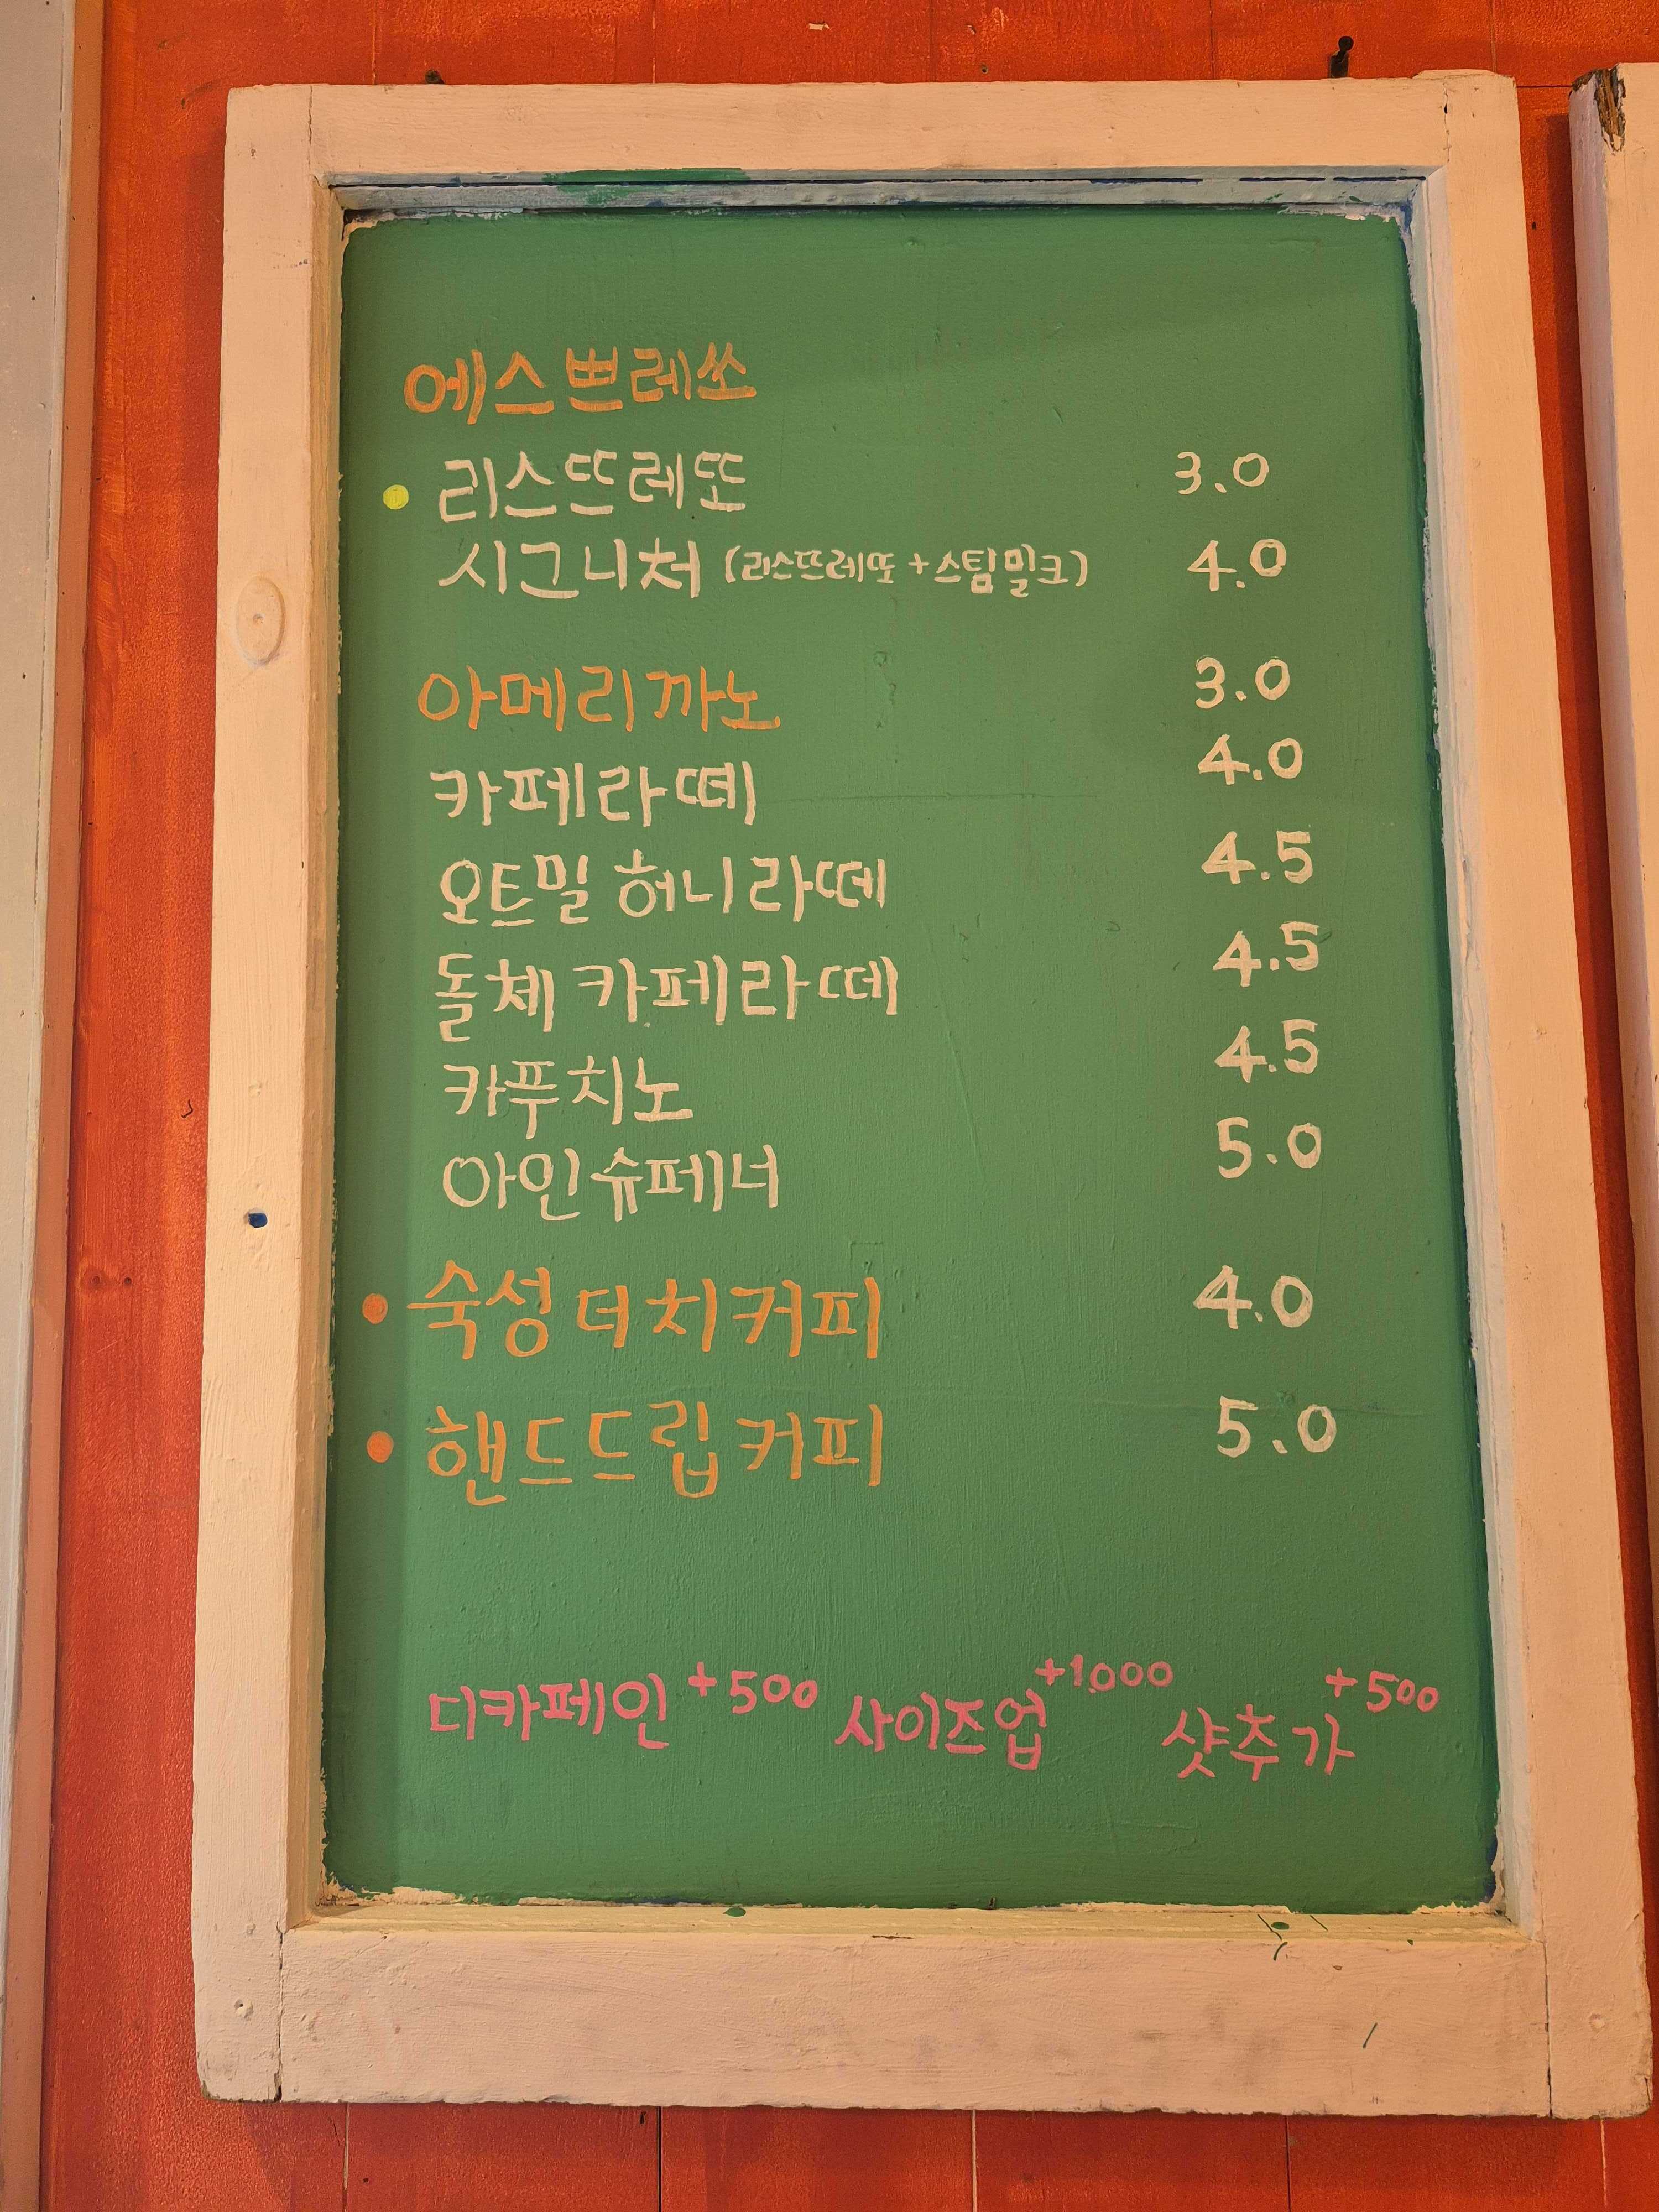 에스쁘레쏘
• 리스뜨레또 3.0
시그니처 (리스뜨레또+스팀밀크) 4.0
아메리까노 3.0
카페라떼 4.0
오트밀 허니라떼 4.5
돌체 카페라떼 4.5
카푸치노 4.5
아인슈페너 5.0
• 숙성더치커피 4.0
• 핸드드립커피 5.0
디카페인 +500 사이즈업 +1000 샷추가 +500